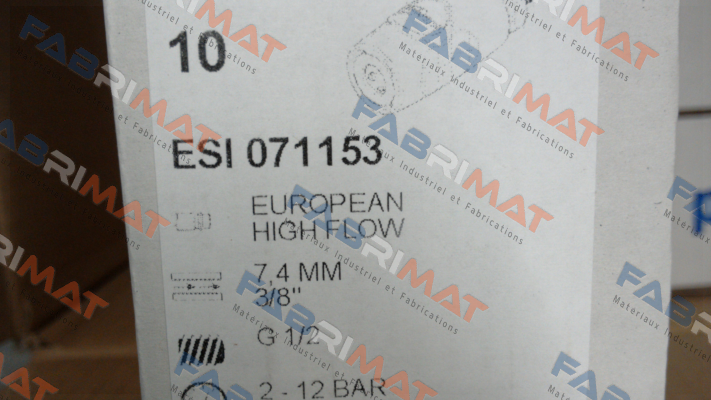 10
ESI 071153
EUROPEAN
HIGH FLOW
7,4 MM
3/8"
G 1/2
2 - 12 BAR
FABRIMAT
Materiaux Industriel et Fabrications